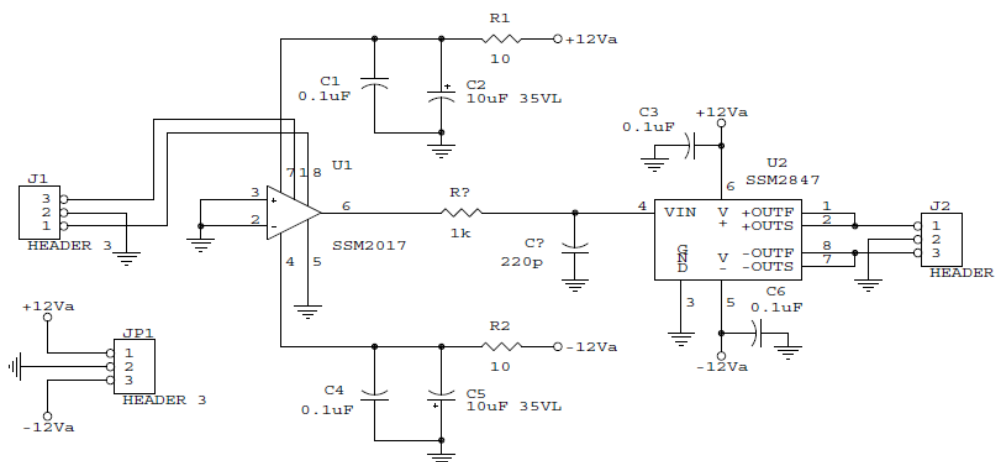 R1
10
+12Va
C1
0.1uF
+
C2
10uF 35VL
J1
3
2
1
HEADER 3
7
1
8
U1
3
+
2
-
6
SSM2017
4
5
R?
1k
C?
220p
C3
0.1uF
+12Va
U2
SSM2847
6
4
VIN
V
+
+OUTF
+OUTS
1
2
GND
V
-
-OUTF
-OUTS
8
7
3
5
C6
0.1uF
-12Va
J2
1
2
3
HEADER
+12Va
JP1
1
2
3
HEADER 3
-12Va
R2
10
-12Va
C4
0.1uF
+
C5
10uF 35VL